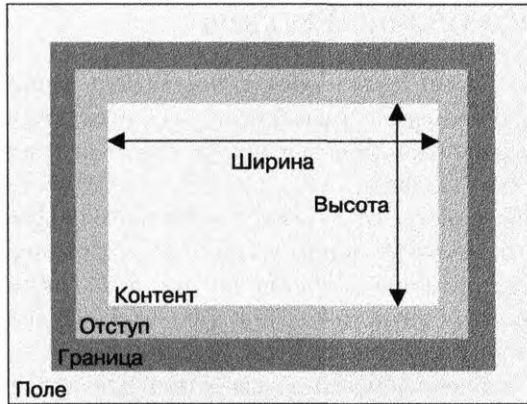 Ширина
Высота
Контент
Отступ
Граница
Поле